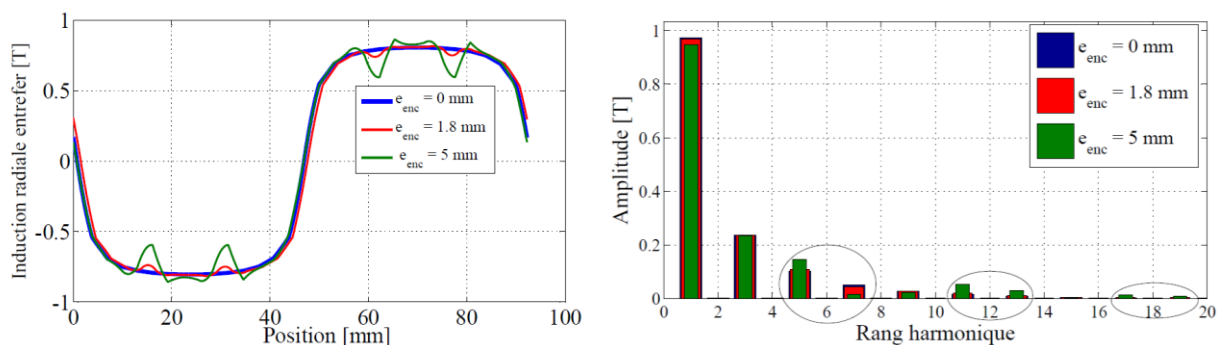 Induction radiale entrefer [T]
1
0.5
0
-0.5
-1
0
20
40
60
80
100
Position [mm]
e_enc = 0 mm
e_enc = 1.8 mm
e_enc = 5 mm
Amplitude [T]
1
0.8
0.6
0.4
0.2
0
0
2
4
6
8
10
12
14
16
18
20
Rang harmonique
e_enc = 0 mm
e_enc = 1.8 mm
e_enc = 5 mm